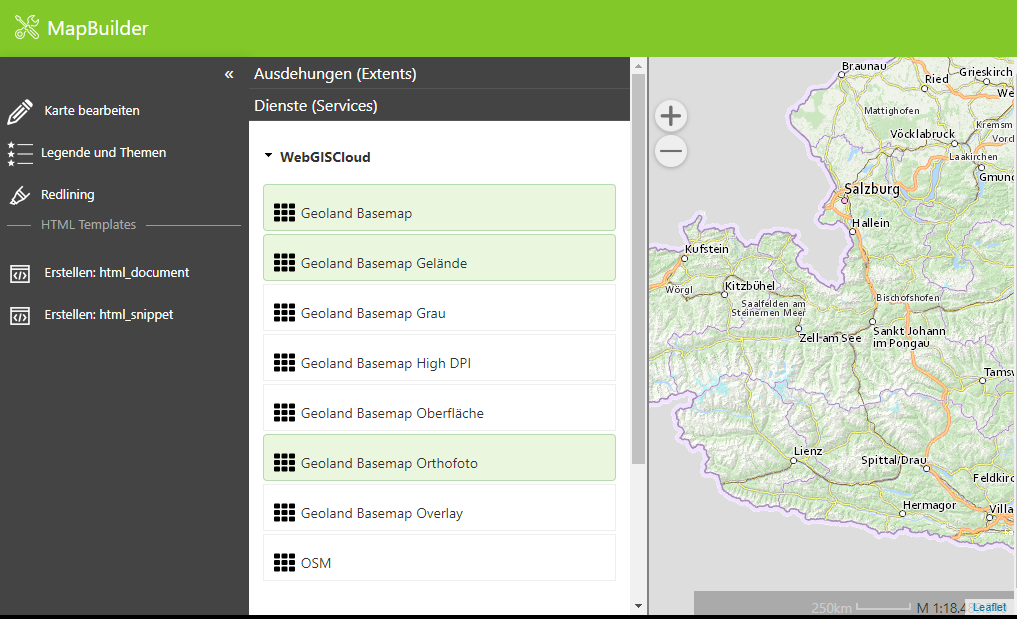 MapBuilder
«
Karte bearbeiten
Legende und Themen
Redlining
HTML Templates
Erstellen: html_document
Erstellen: html_snippet
Ausdehungen (Extents)
Dienste (Services)
WebGISCloud
Geoland Basemap
Geoland Basemap Gelände
Geoland Basemap Grau
Geoland Basemap High DPI
Geoland Basemap Oberfläche
Geoland Basemap Orthofoto
Geoland Basemap Overlay
OSM
Braunau
Ried
Grieskirch
We
Mattighofen
Kremsm
Vöcklabruck
Vorcl
Laakirchen
Gmund
Salzburg
Hallein
Kufstein
Wörgl
Kitzbühel
Saalfelden am
Steinernen Meer
Bischofshofen
Zell am See
Sankt Johann
im Pongau
Tamsw
Lienz
Spittal/Drau
Feldkirc
Hermagor
Villa
250km
M 1:18.48
Leaflet